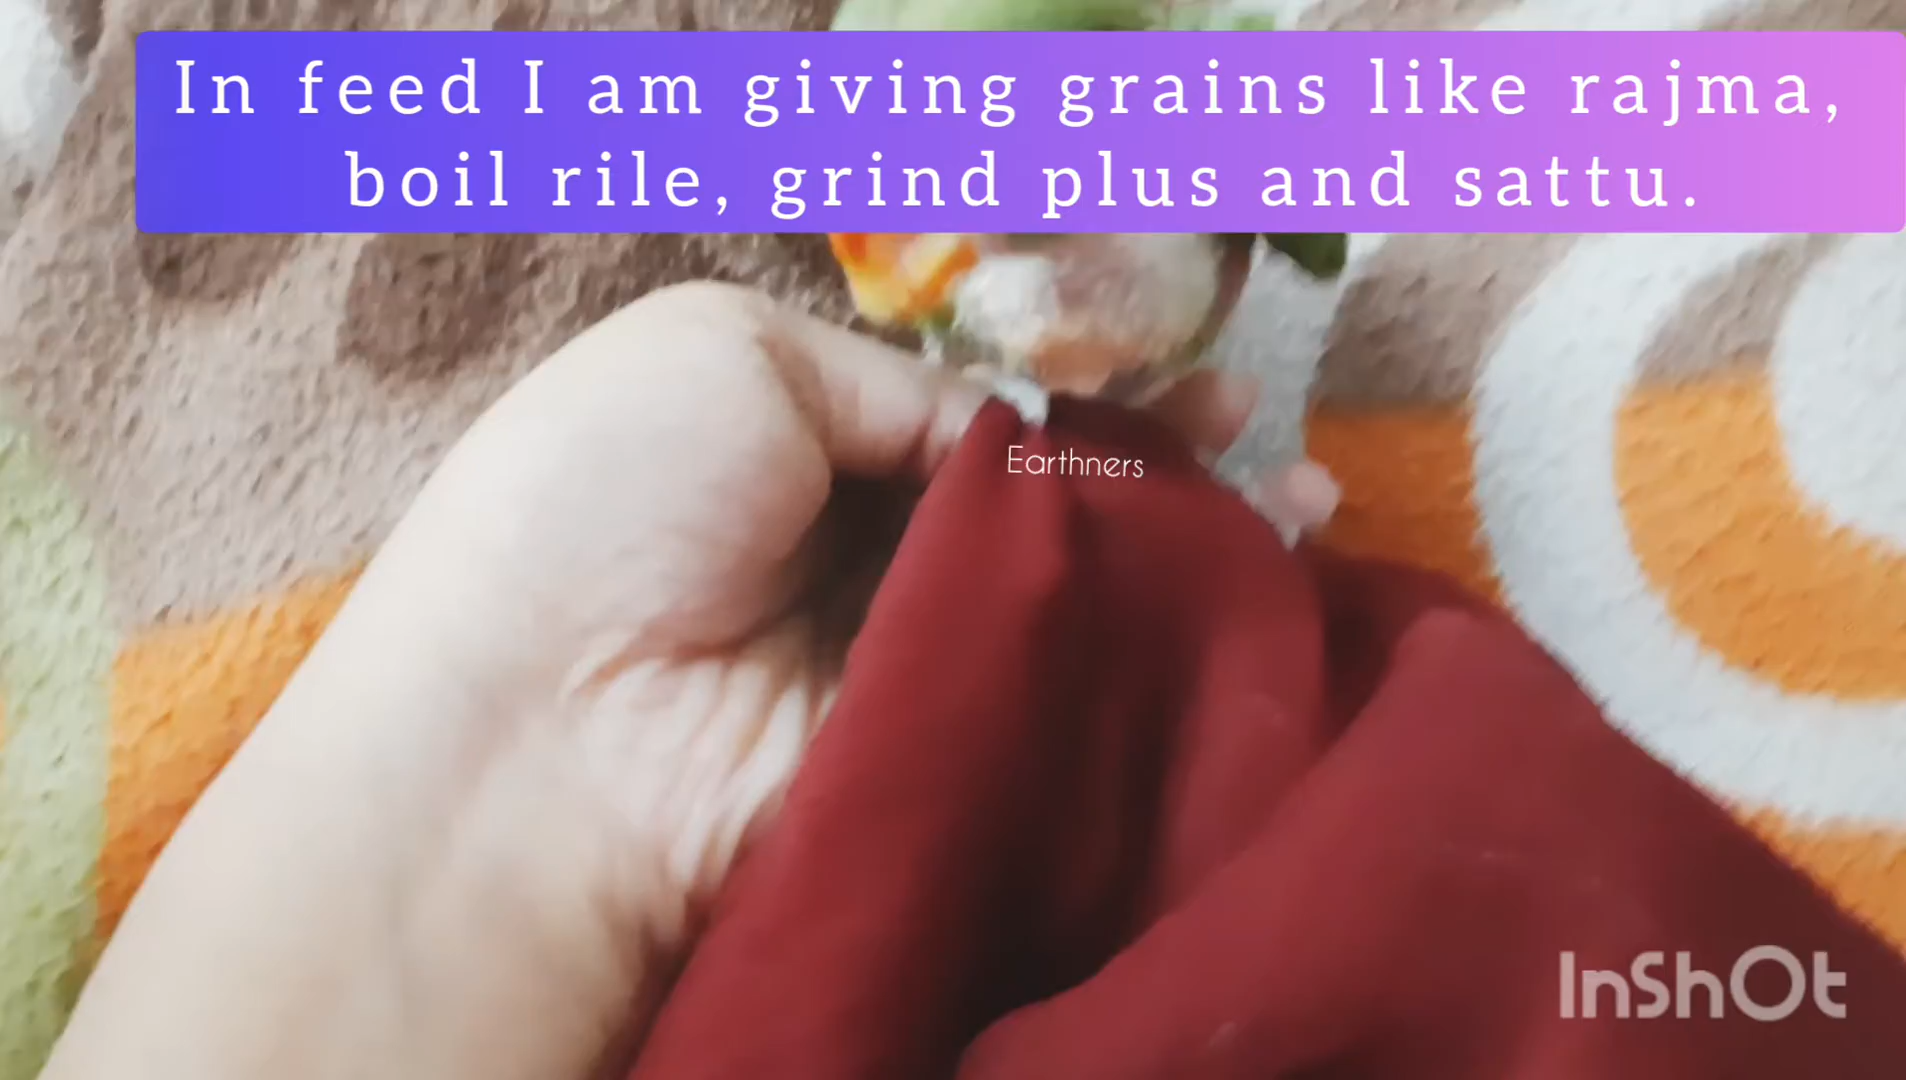 In feed I am giving grains like rajma,
boil rile, grind plus and sattu.
Earthners
InShOt